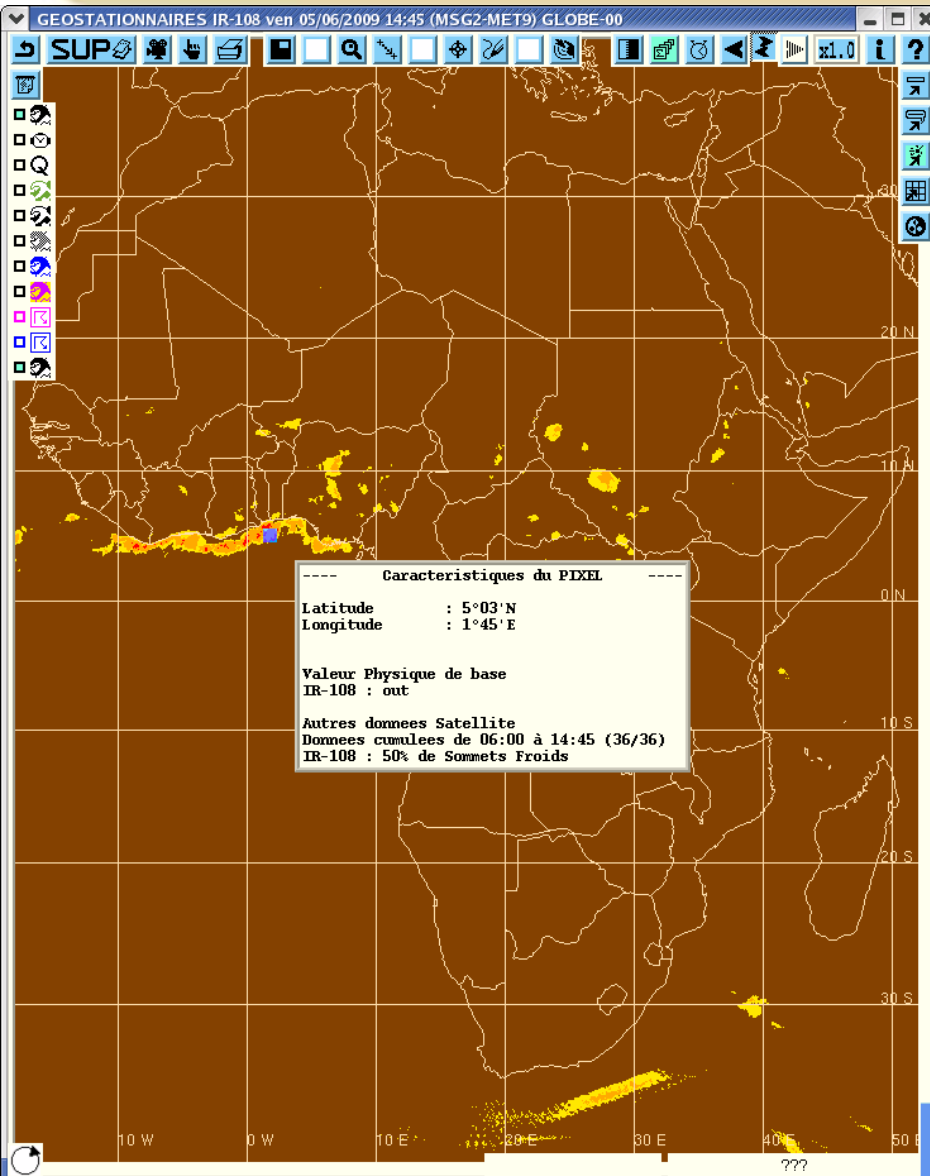 GEOSTATIONNAIRES IR-108 ven 05/06/2009 14:45 (MSG2-MET9) GLOBE-00
SUP x1.0 i ?
Q
30
20 N
10 N
---- Caracteristiques du PIXEL ----
Latitude : 5°03'N
Longitude : 1°45'E
Valeur Physique de base
IR-108 : out
Autres donnees Satellite
Donnees cumulees de 06:00 à 14:45 (36/36)
IR-108 : 50% de Sommets Froids
0 N
10 S
20 S
30 S
10 W 0 W 10 E 20 E 30 E 40 E 50
???